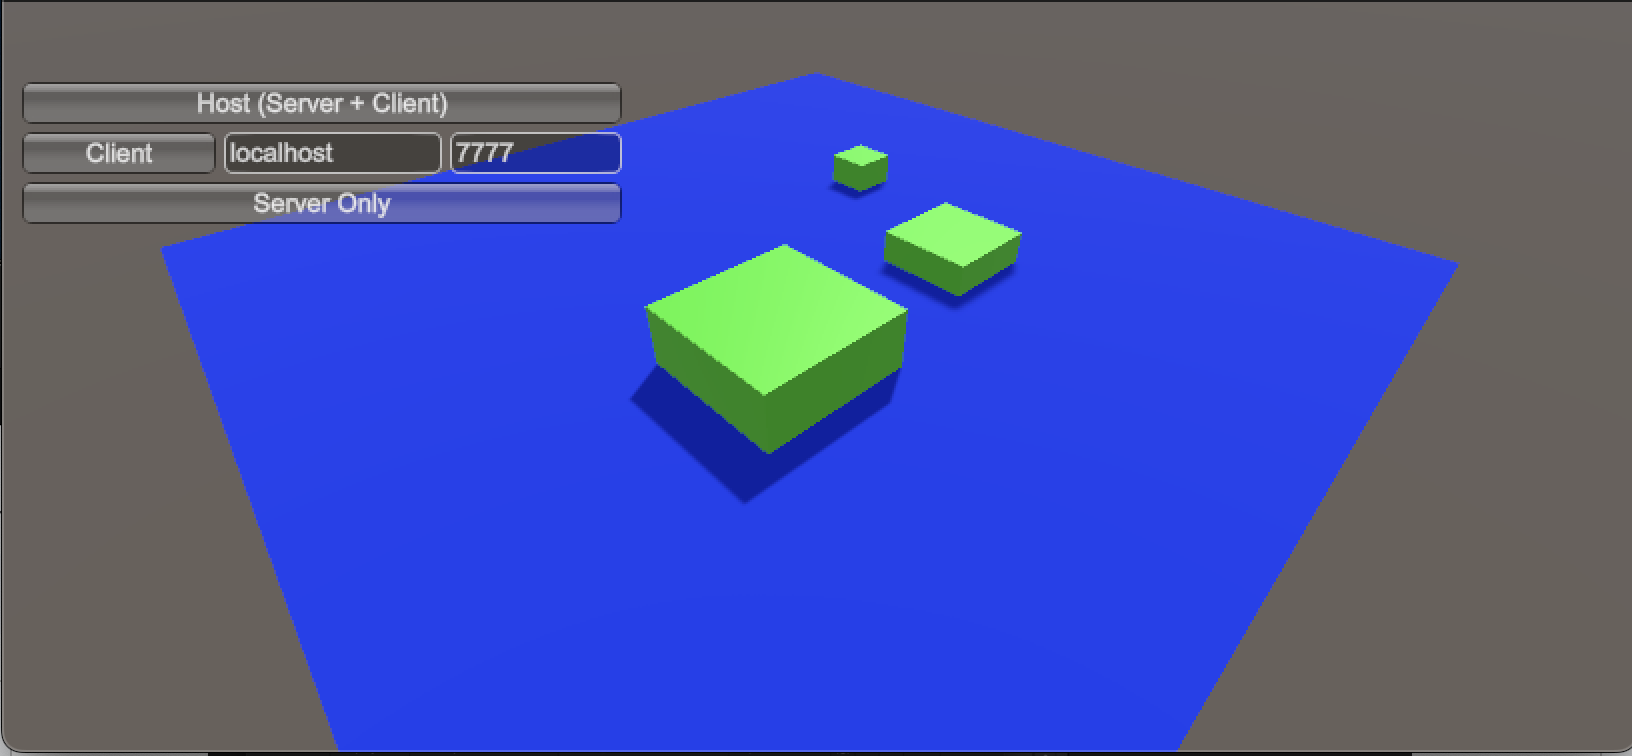 Host (Server + Client)
Client localhost 7777
Server Only